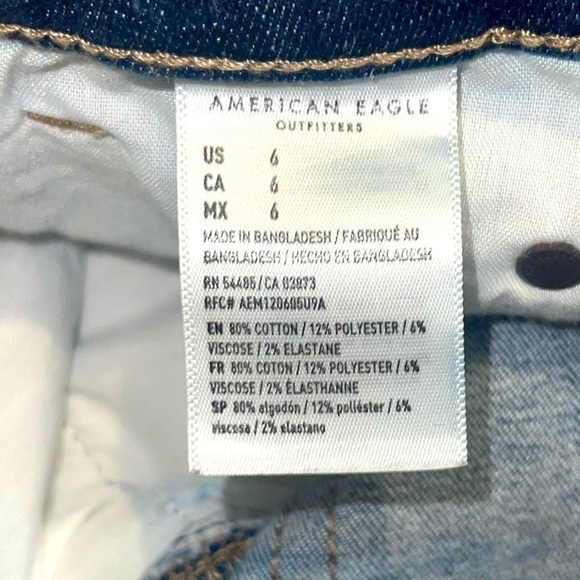 AMERICAN EAGLE
OUTFITTERS
US 6
CA 6
MX 6
MADE IN BANGLADESH / FABRIQUÉ AU
BANGLADESH / HECHO EN BANGLADESH
RN 54485 / CA 03873
RFC# AEM120605U9A
EN 80% COTTON / 12% POLYESTER / 6%
VISCOSE / 2% ELASTANE
FR 80% COTON / 12% POLYESTER / 6%
VISCOSE / 2% ÉLASTHANNE
SP 80% algodón / 12% poliéster / 6%
viscosa / 2% elastano